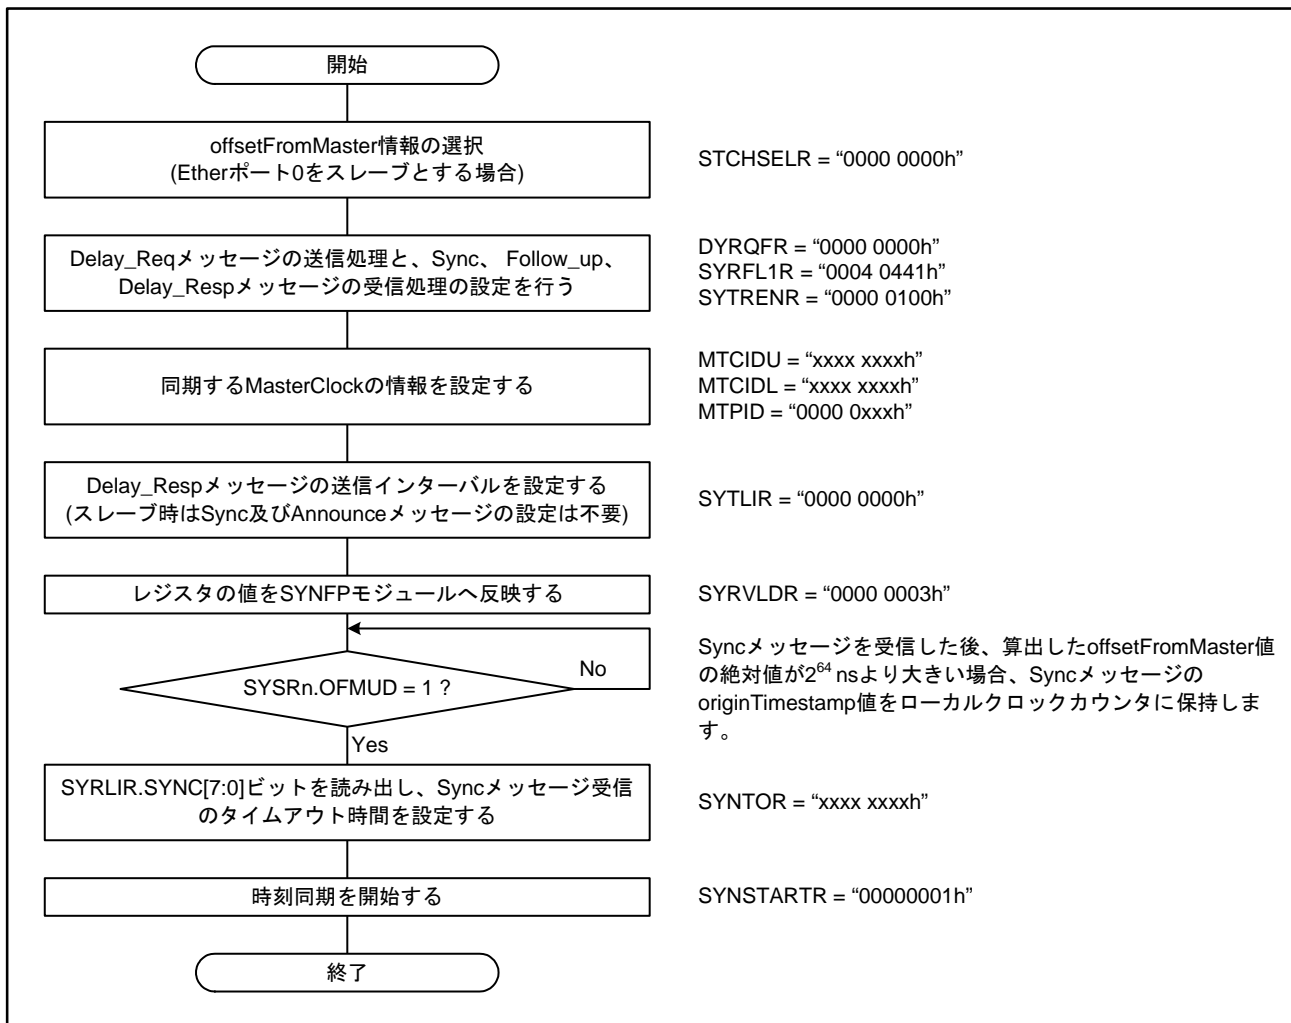 開始
offsetFromMaster情報の選択
(Etherポート0をスレーブとする場合)
STCHSELR = “0000 0000h”
Delay_Reqメッセージの送信処理と、Sync、 Follow_up、
Delay_Respメッセージの受信処理の設定を行う
DYRQFR = “0000 0000h”
SYRFL1R = “0004 0441h”
SYTRENR = “0000 0100h”
同期するMasterClockの情報を設定する
MTCIDU = “xxxx xxxxh”
MTCIDL = “xxxx xxxxh”
MTPID = “0000 0xxxh”
Delay_Respメッセージの送信インターバルを設定する
(スレーブ時はSync及びAnnounceメッセージの設定は不要)
SYTLIR = “0000 0000h”
レジスタの値をSYNFPモジュールへ反映する
SYRVLDR = “0000 0003h”
SYSRn.OFMUD = 1 ?
No
Yes
Syncメッセージを受信した後、算出したoffsetFromMaster値
の絶対値が2^64 nsより大きい場合、Syncメッセージの
originTimestamp値をローカルクロックカウンタに保持しま
す。
SYRLIR.SYNC[7:0]ビットを読み出し、Syncメッセージ受信
のタイムアウト時間を設定する
SYNTOR = “xxxx xxxxh”
時刻同期を開始する
SYNSTARTR = “00000001h”
終了